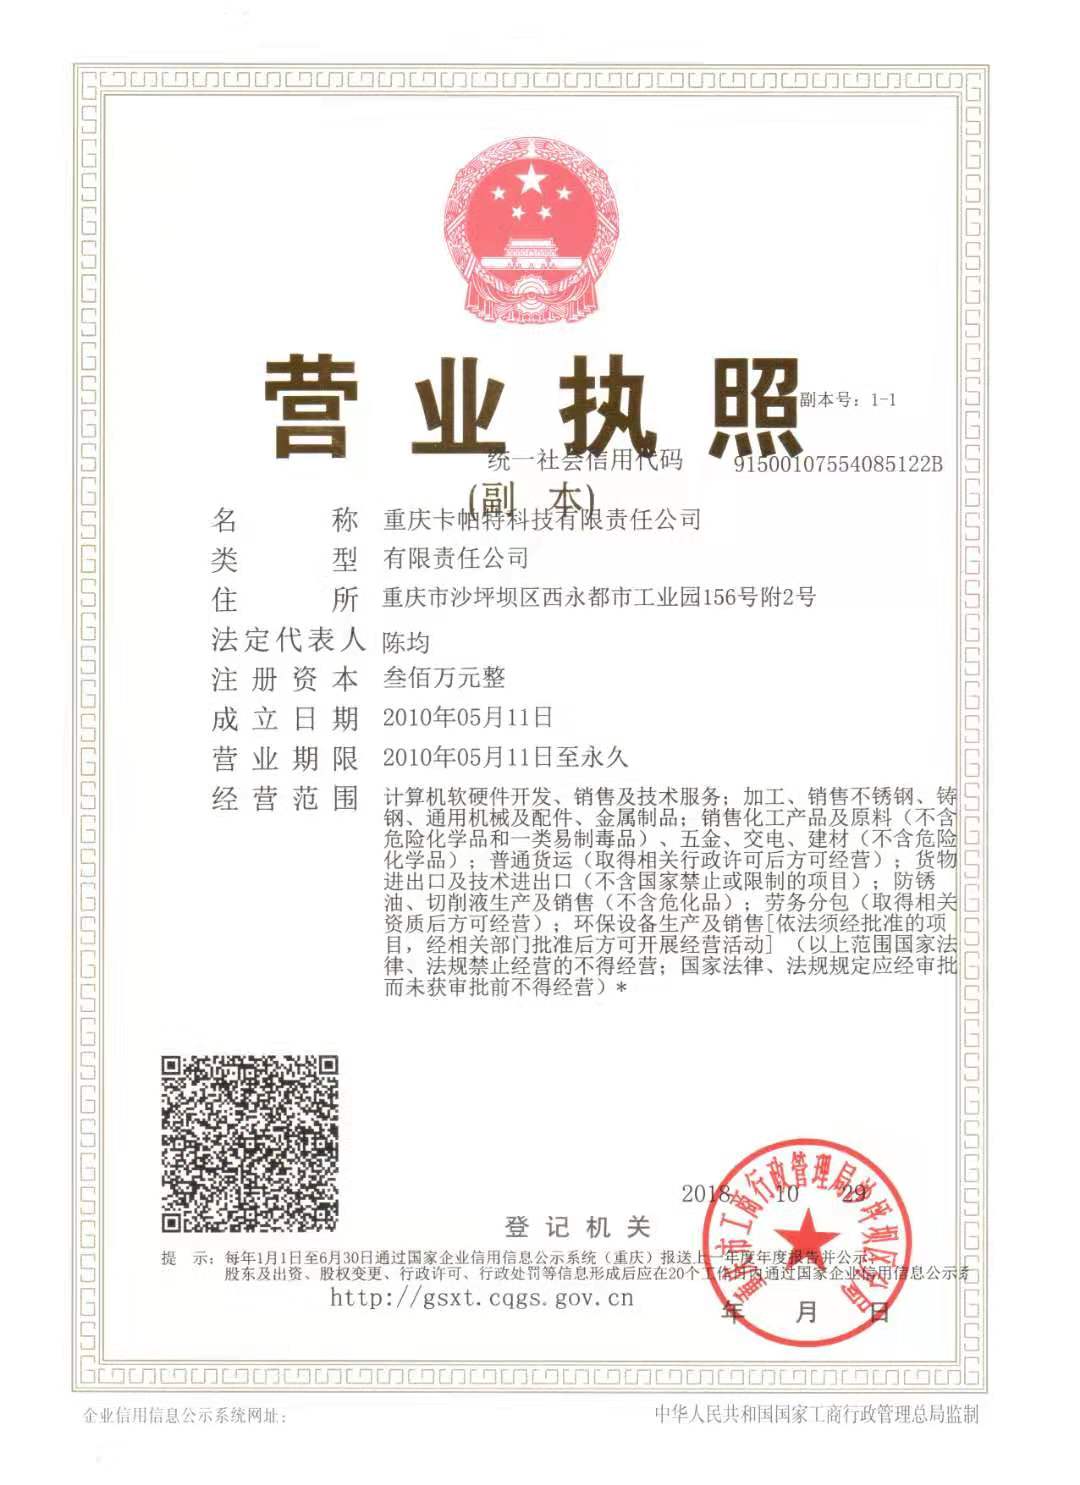 营业执照
副本号：1-1
统一社会信用代码 91500107554085122B
(副 本)
名称 重庆卡帕特科技有限责任公司
类型 有限责任公司
住所 重庆市沙坪坝区西永都市工业园156号附2号
法定代表人 陈均
注册资本 叁佰万元整
成立日期 2010年05月11日
营业期限 2010年05月11日至永久
经营范围 计算机软硬件开发、销售及技术服务；加工、销售不锈钢、铸
钢、通用机械及配件、金属制品；销售化工产品及原料（不含
危险化学品和一类易制毒品）、五金、交电、建材（不含危险
化学品）；普通货运（取得相关行政许可后方可经营）；货物
进出口及技术进出口（不含国家禁止或限制的项目）；防锈
油、切削液生产及销售（不含危化品）；劳务分包（取得相关
资质后方可经营）；环保设备生产及销售[依法须经批准的项
目，经相关部门批准后方可开展经营活动]（以上范围国家法
律、法规禁止经营的不得经营；国家法律、法规规定应经审批
而未获审批前不得经营）*
重庆市工商行政管理局沙坪坝区分局
2018 10 29
登记机关
提 示：每年1月1日至6月30日通过国家企业信用信息公示系统（重庆）报送上一年度年度报告并公示；
股东及出资、股权变更、行政许可、行政处罚等信息形成后应在20个工作日内通过国家企业信用信息公示系
http://gsxt.cqgs.gov.cn
年 月 日
企业信用信息公示系统网址：
中华人民共和国国家工商行政管理总局监制